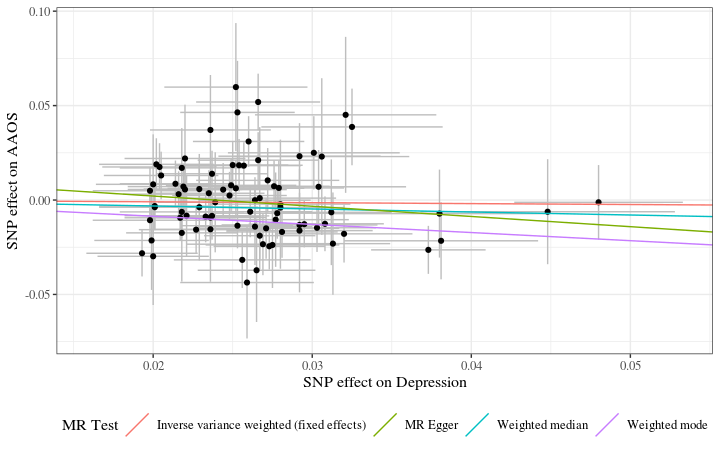 0.10
0.05
0.00
-0.05
SNP effect on AAOS
0.02 0.03 0.04 0.05
SNP effect on Depression
MR Test Inverse variance weighted (fixed effects) MR Egger Weighted median Weighted mode